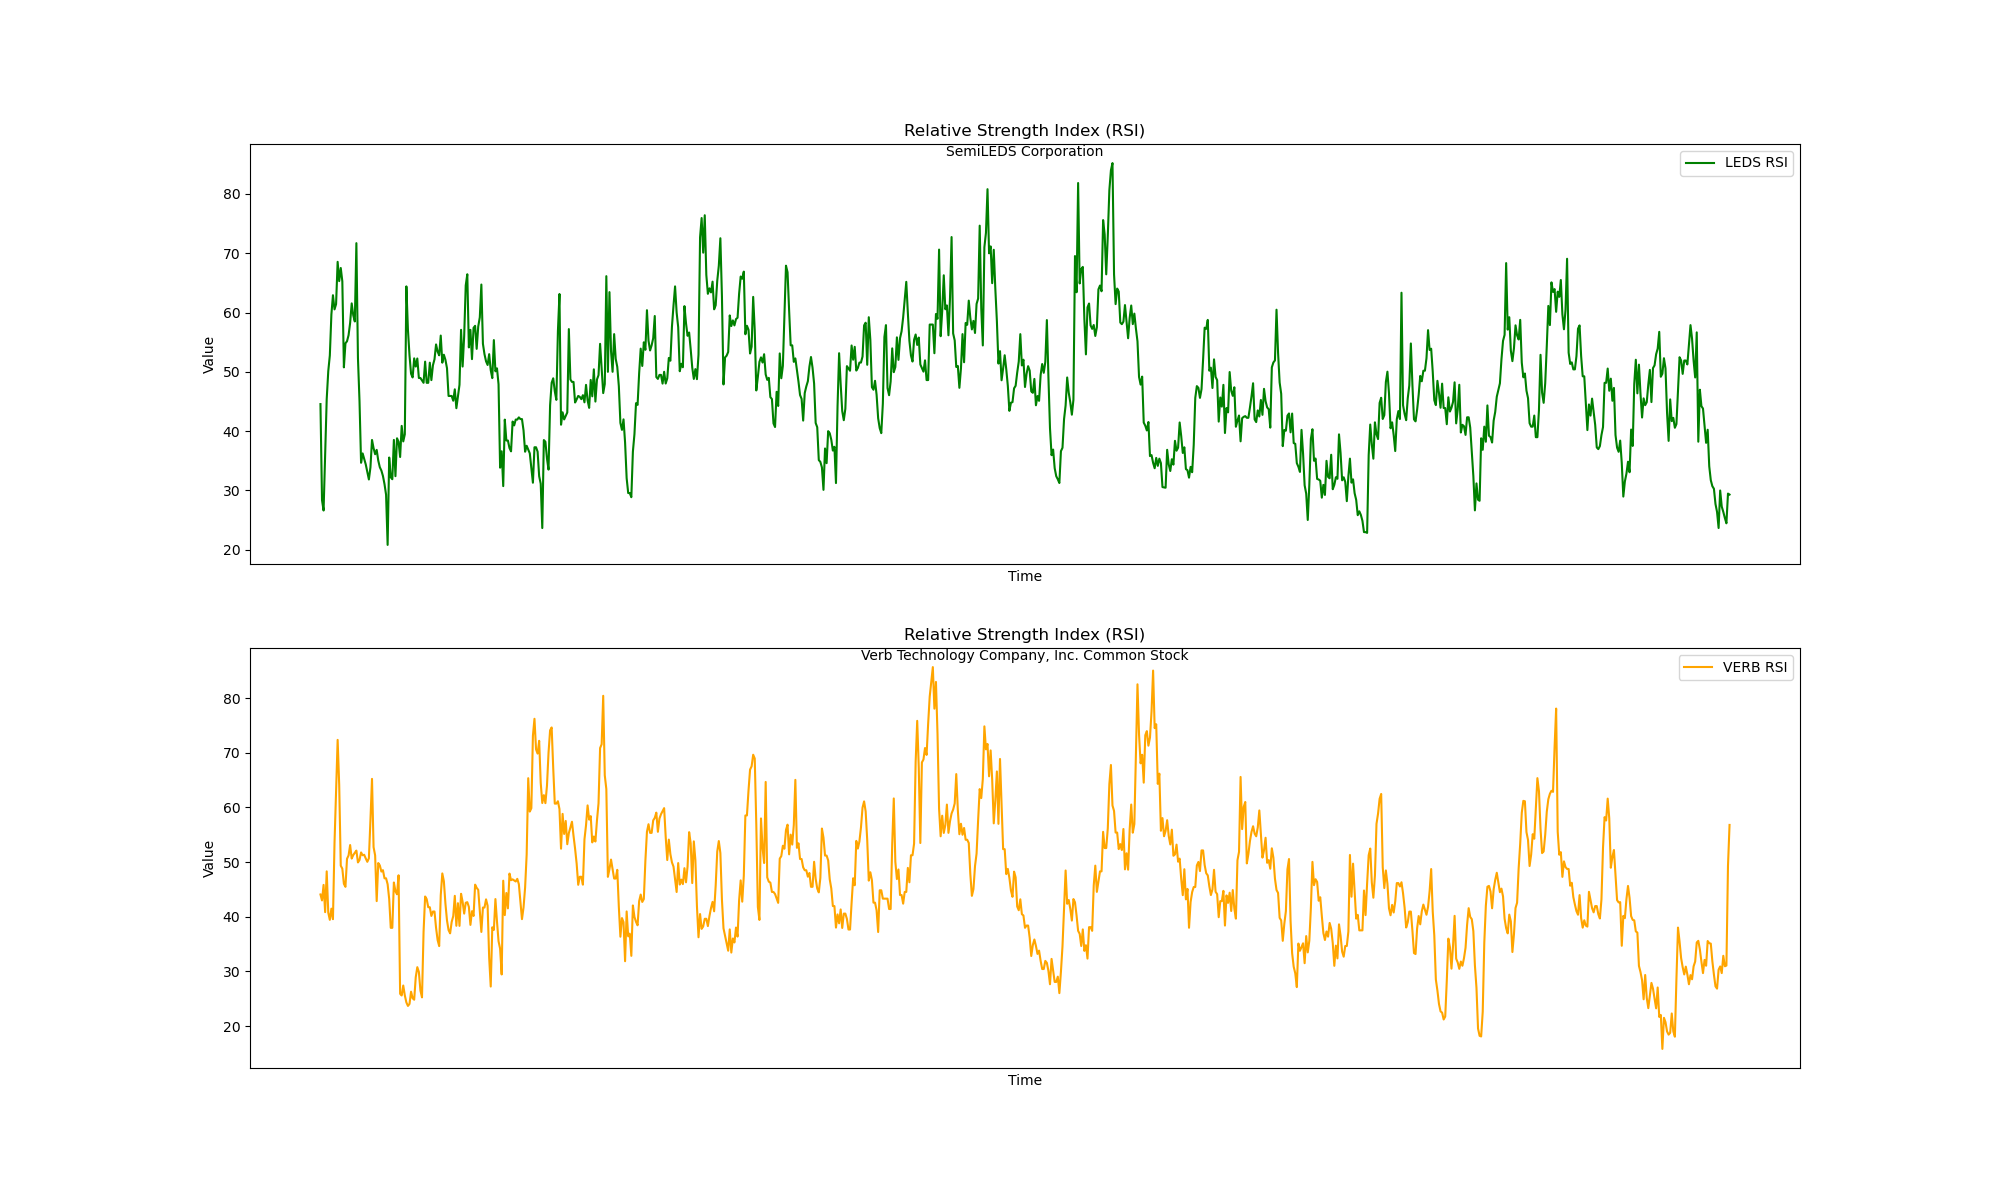 Relative Strength Index (RSI)
SemiLEDS Corporation
LEDS RSI
80
70
60
50
40
30
20
Value
Time
Relative Strength Index (RSI)
Verb Technology Company, Inc. Common Stock
VERB RSI
80
70
60
50
40
30
20
Value
Time